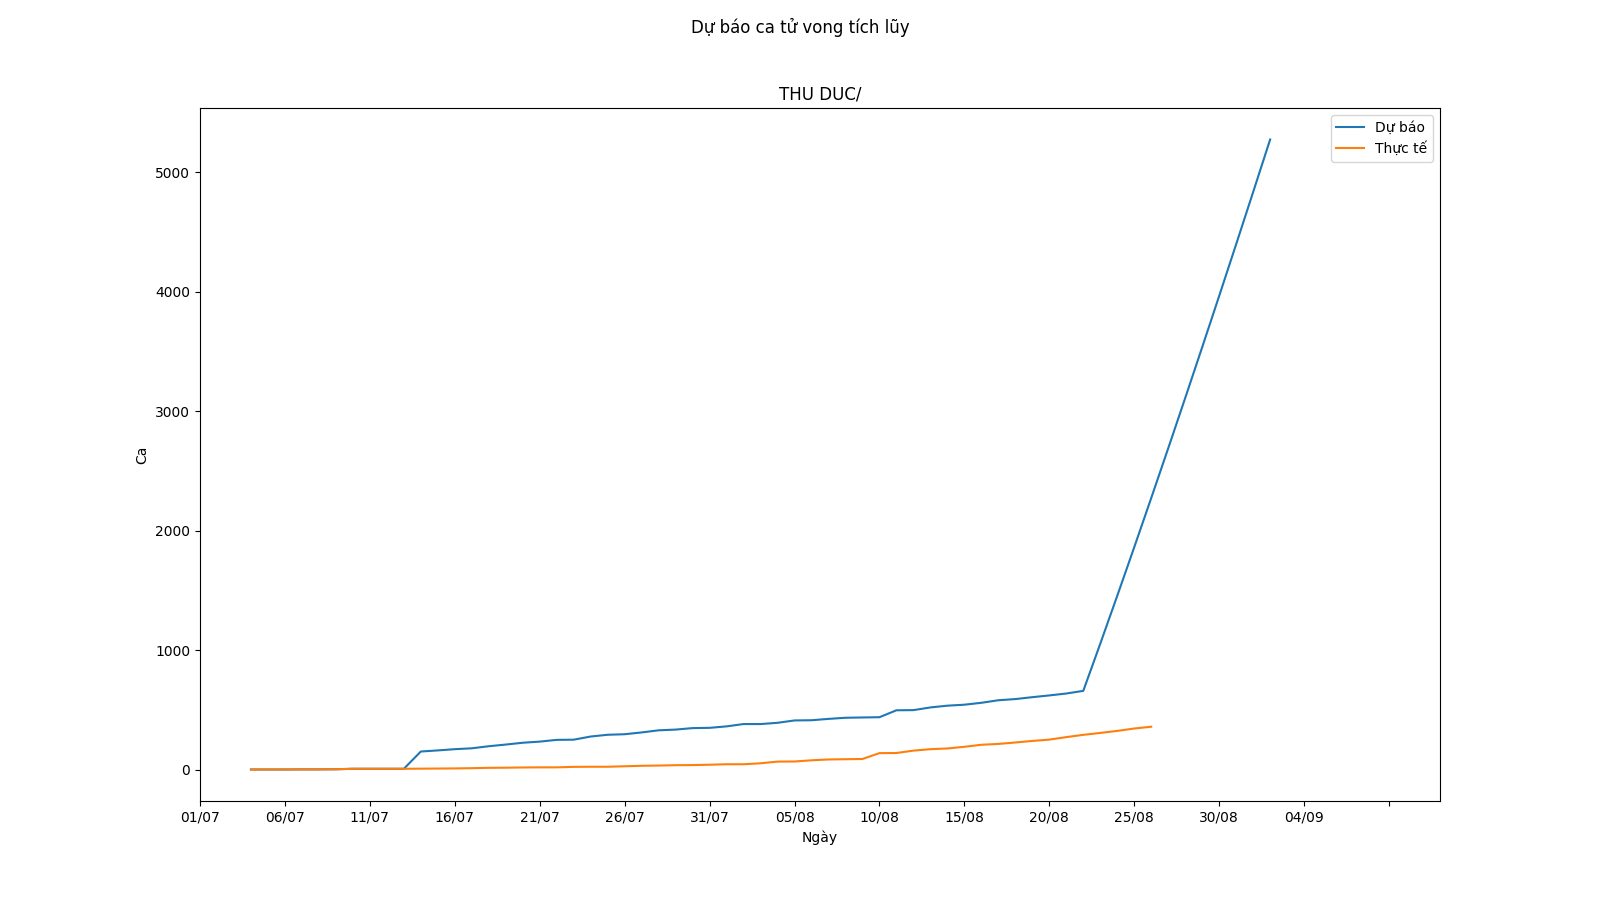 Dự báo ca tử vong tích lũy
THU DUC/
Dự báo
Thực tế
5000
4000
3000
2000
1000
0
Ca
01/07 06/07 11/07 16/07 21/07 26/07 31/07 05/08 10/08 15/08 20/08 25/08 30/08 04/09
Ngày